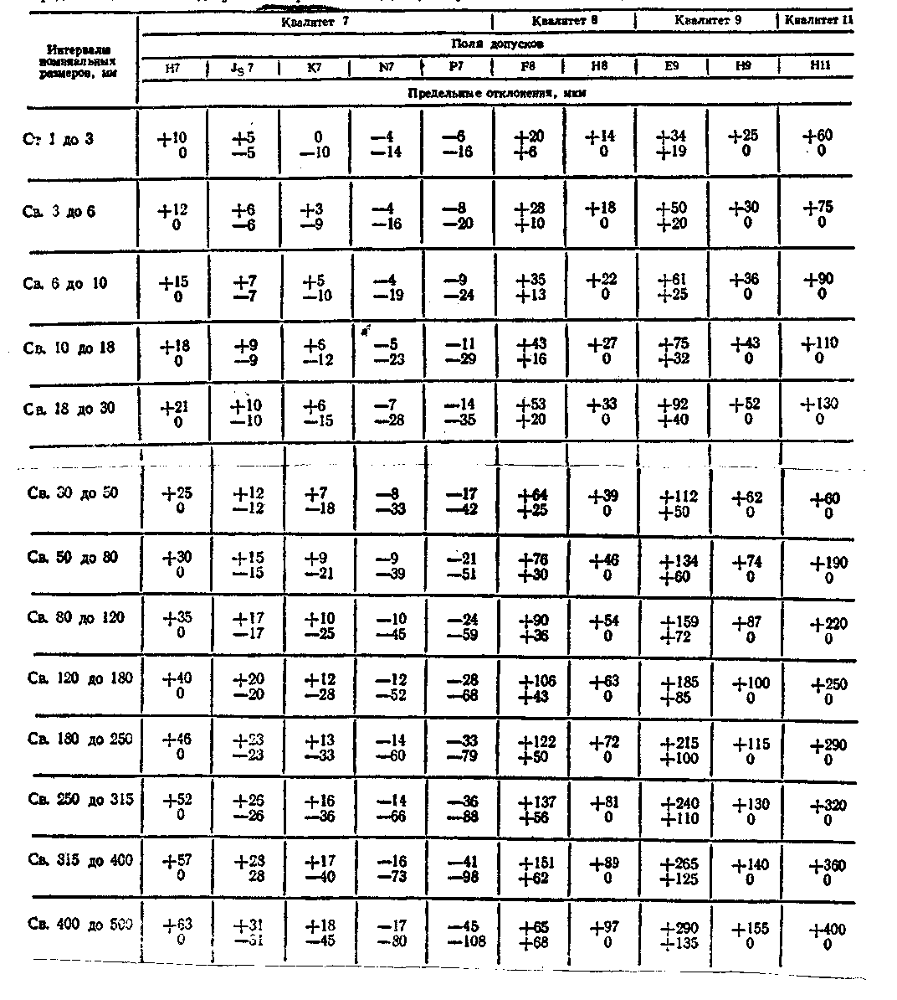 Квалитет 7 Квалитет 8 Квалитет 9 Квалитет 11
Интервалы номинальных размеров, мм
Поля допусков
H7 Js 7 K7 N7 P7 F8 H8 E9 H9 H11
Предельные отклонения, мкм
От 1 до 3 +10 +5 0 —4 —6 +20 +14 +34 +25 +60
0 —5 —10 —14 —16 +6 0 +19 0 0
Св. 3 до 6 +12 +6 +3 —4 —8 +28 +18 +50 +30 +75
0 —6 —9 —16 —20 +10 0 +20 0 0
Св. 6 до 10 +15 +7 +5 —4 —9 +35 +22 +61 +36 +90
0 —7 —10 —19 —24 +13 0 +25 0 0
Св. 10 до 18 +18 +9 +6 —5 —11 +43 +27 +75 +43 +110
0 —9 —12 —23 —29 +16 0 +32 0 0
Св. 18 до 30 +21 +10 +6 —7 —14 +53 +33 +92 +52 +130
0 —10 —15 —28 —35 +20 0 +40 0 0
Св. 30 до 50 +25 +12 +7 —8 —17 +64 +39 +112 +62 +60
0 —12 —18 —33 —42 +25 0 +50 0 0
Св. 50 до 80 +30 +15 +9 —9 —21 +76 +46 +134 +74 +190
0 —15 —21 —39 —51 +30 0 +60 0 0
Св. 80 до 120 +35 +17 +10 —10 —24 +90 +54 +159 +87 +220
0 —17 —25 —45 —59 +36 0 +72 0 0
Св. 120 до 180 +40 +20 +12 —12 —28 +106 +63 +185 +100 +250
0 —20 —28 —52 —68 +43 0 +85 0 0
Св. 180 до 250 +46 +23 +13 —14 —33 +122 +72 +215 +115 +290
0 —23 —33 —60 —79 +50 0 +100 0 0
Св. 250 до 315 +52 +26 +16 —14 —36 +137 +81 +240 +130 +320
0 —26 —36 —66 —88 +56 0 +110 0 0
Св. 315 до 400 +57 +28 +17 —16 —41 +151 +89 +265 +140 +360
0 28 —40 —73 —98 +62 0 +125 0 0
Св. 400 до 500 +63 +31 +18 —17 —45 +65 +97 +290 +155 +400
0 —31 —45 —80 —108 +68 0 +135 0 0